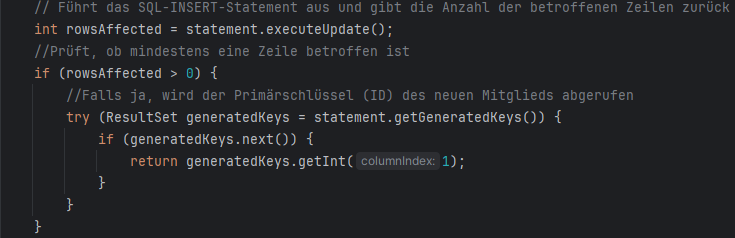 // Führt das SQL-INSERT-Statement aus und gibt die Anzahl der betroffenen Zeilen zurück
int rowsAffected = statement.executeUpdate();
//Prüft, ob mindestens eine Zeile betroffen ist
if (rowsAffected > 0) {
//Falls ja, wird der Primärschlüssel (ID) des neuen Mitglieds abgerufen
try (ResultSet generatedKeys = statement.getGeneratedKeys()) {
if (generatedKeys.next()) {
return generatedKeys.getInt( columnIndex: 1);
}
}
}